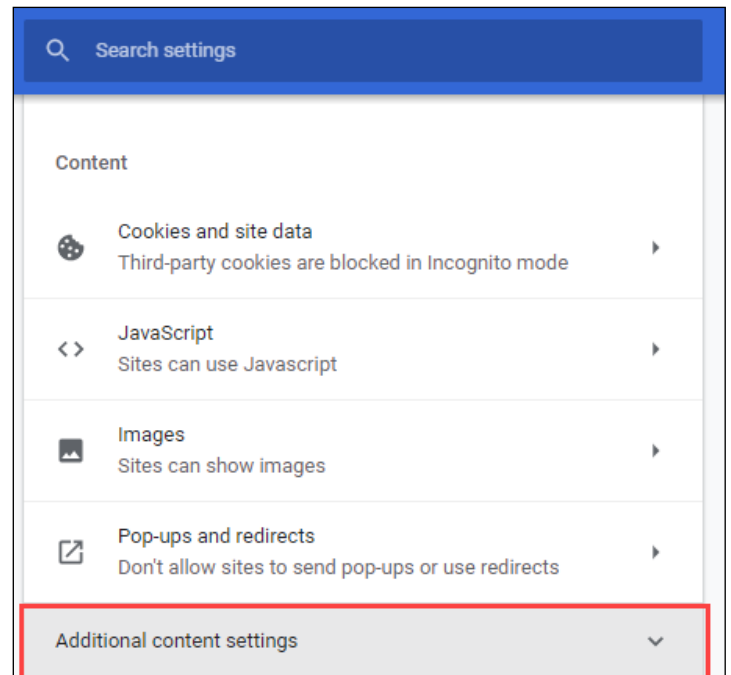 Search settings
Content
Cookies and site data
Third-party cookies are blocked in Incognito mode
JavaScript
Sites can use Javascript
Images
Sites can show images
Pop-ups and redirects
Don't allow sites to send pop-ups or use redirects
Additional content settings